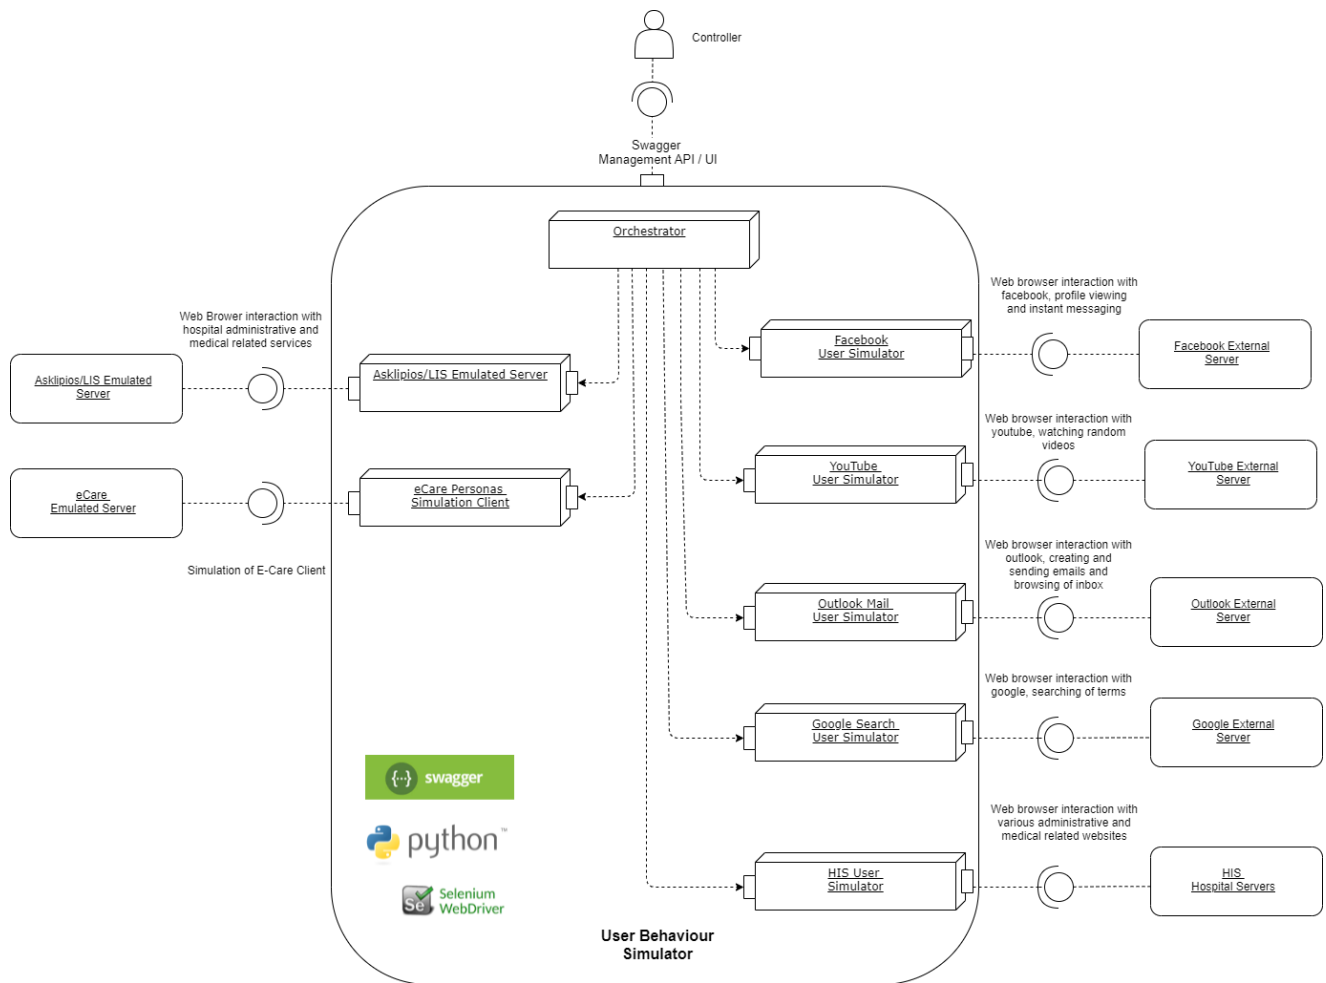 Controller
Swagger
Management API / UI
Orchestrator
Web Brower interaction with
hospital administrative and
medical related services
Asklipios/LIS Emulated
Server
Asklipios/LIS Emulated Server
eCare
Emulated Server
eCare Personas
Simulation Client
Simulation of E-Care Client
Web browser interaction with
facebook, profile viewing
and instant messaging
Facebook
User Simulator
Facebook External
Server
Web browser interaction with
youtube, watching random
videos
YouTube
User Simulator
YouTube External
Server
Web browser interaction with
outlook, creating and
sending emails and
browsing of inbox
Outlook Mail
User Simulator
Outlook External
Server
Web browser interaction with
google, searching of terms
Google Search
User Simulator
Google External
Server
Web browser interaction with
various administrative and
medical related websites
HIS User
Simulator
HIS
Hospital Servers
{···} swagger
python™
Se
Selenium
WebDriver
User Behaviour
Simulator